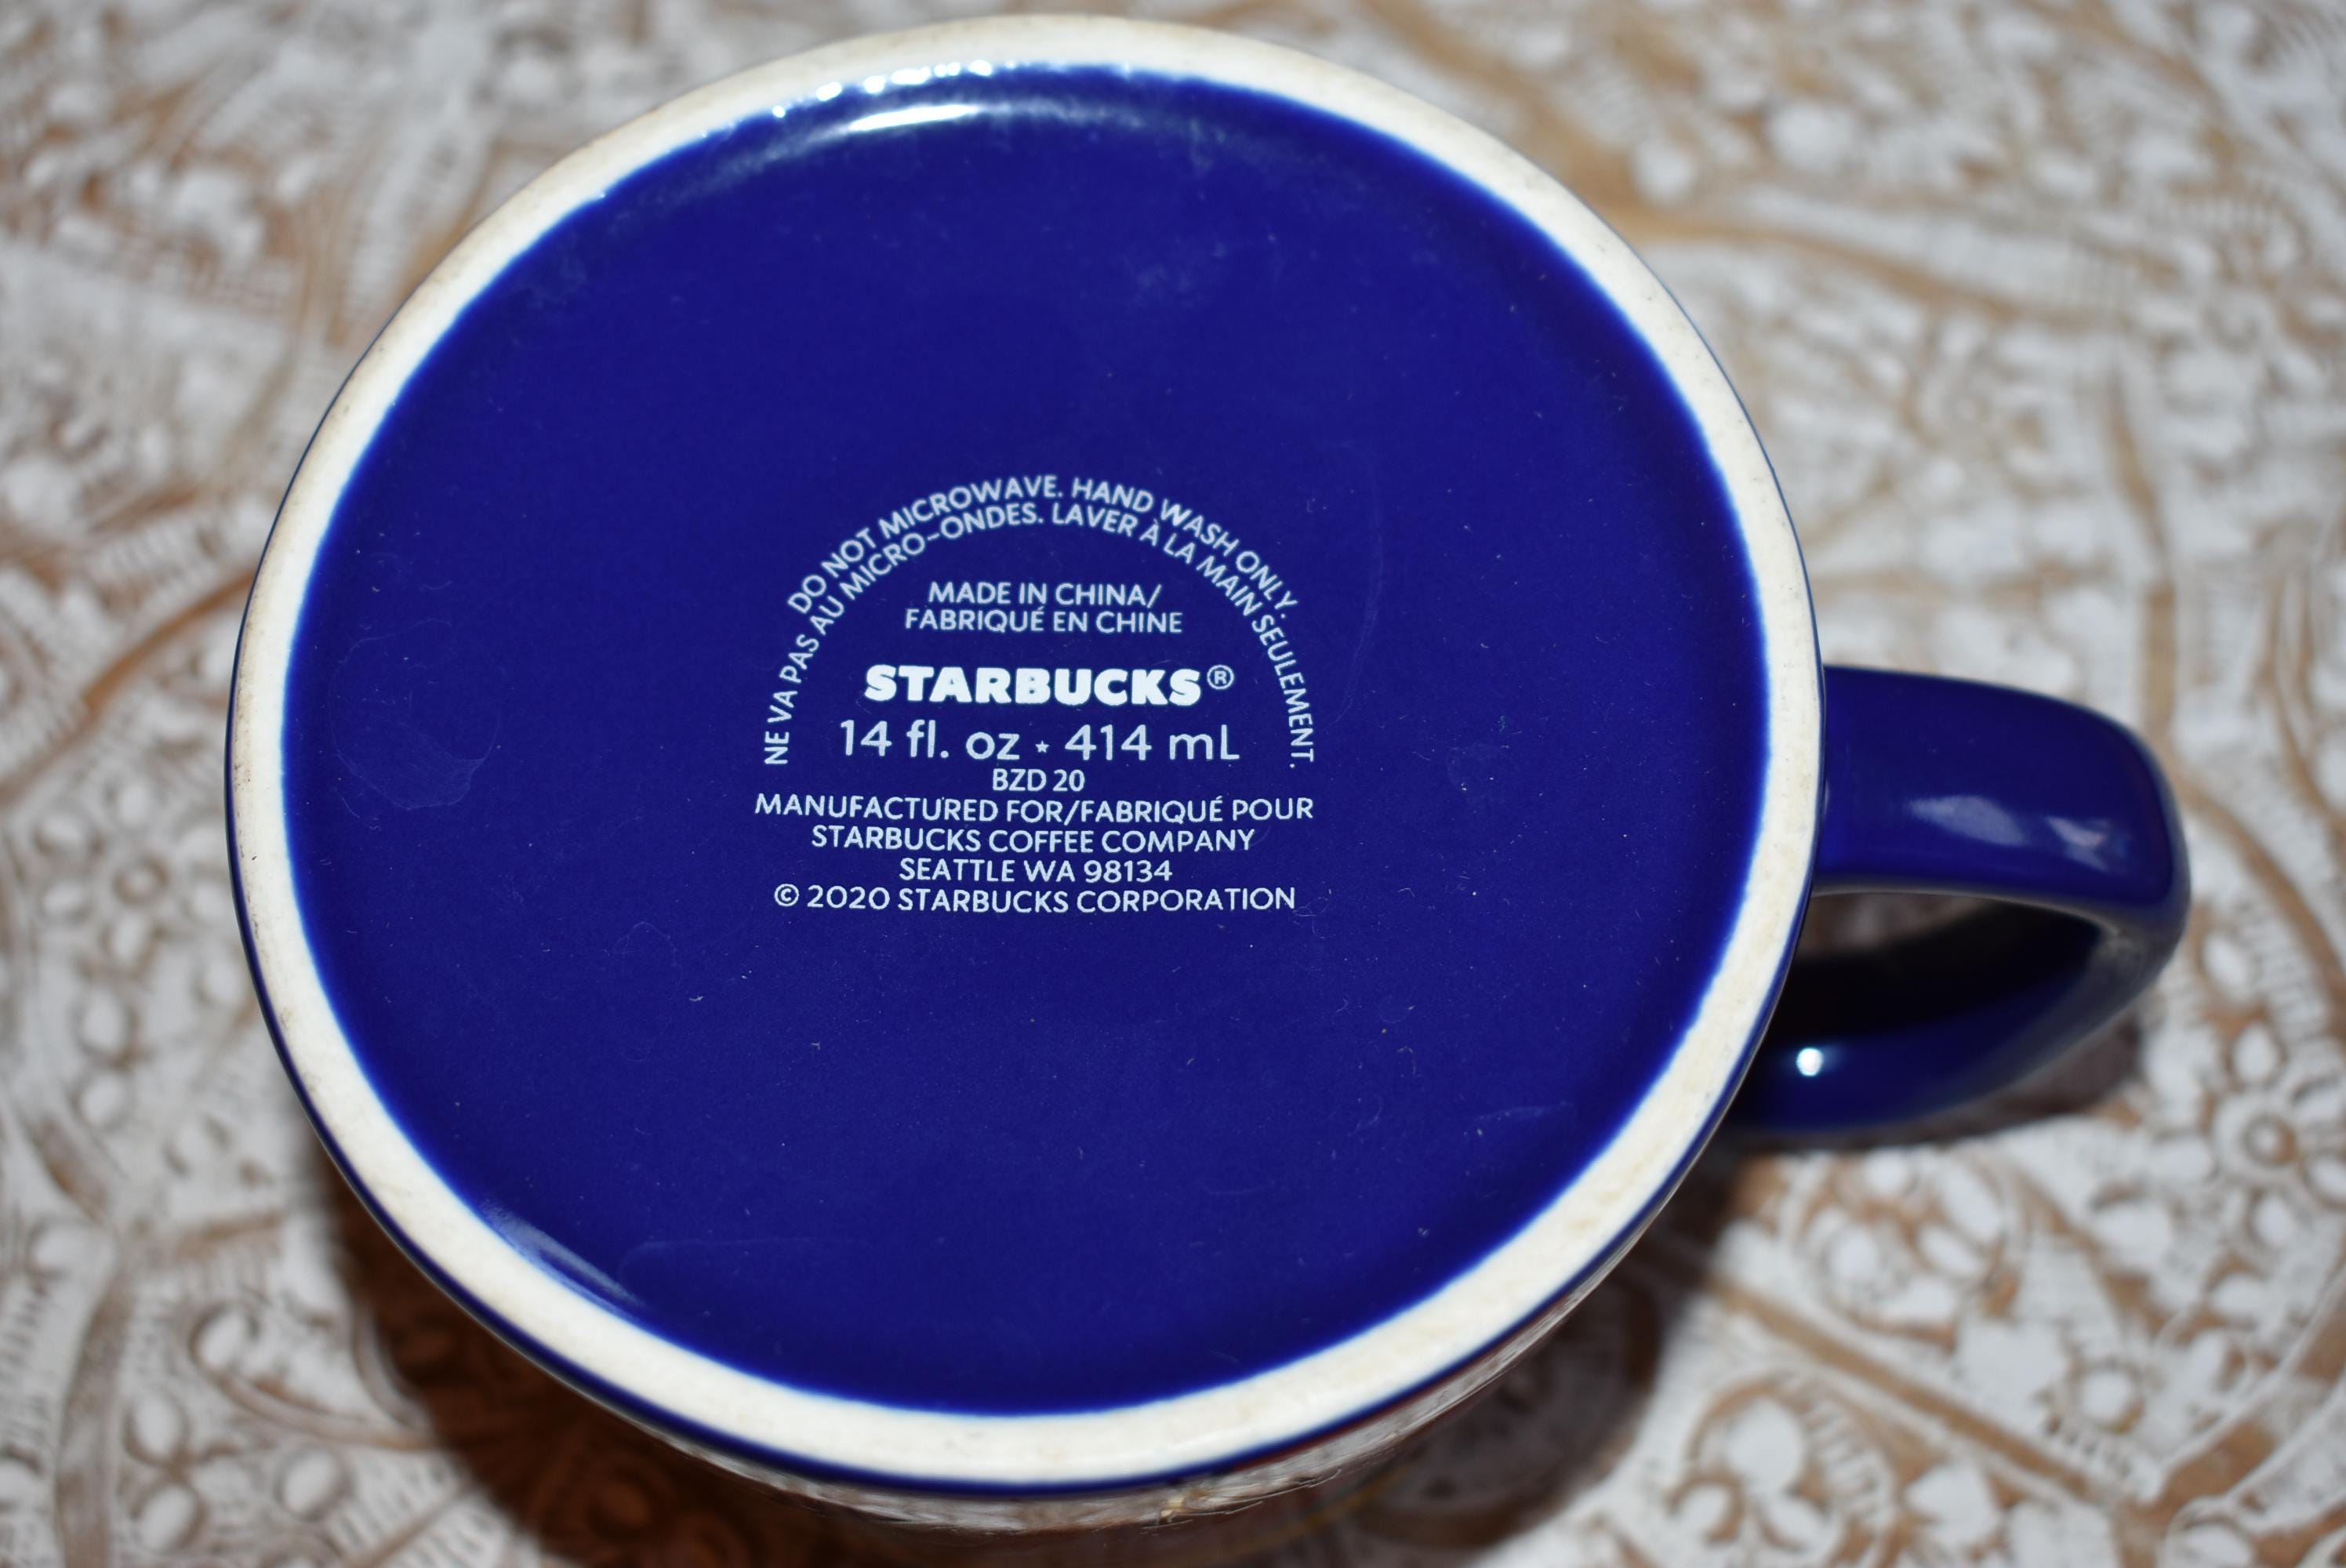 DO NOT MICROWAVE. HAND WASH ONLY.
NE VA PAS AU MICRO-ONDES. LAVER À LA MAIN SEULEMENT.
MADE IN CHINA/
FABRIQUÉ EN CHINE
STARBUCKS®
14 fl. oz ⋆ 414 mL
BZD 20
MANUFACTURED FOR/FABRIQUÉ POUR
STARBUCKS COFFEE COMPANY
SEATTLE WA 98134
© 2020 STARBUCKS CORPORATION